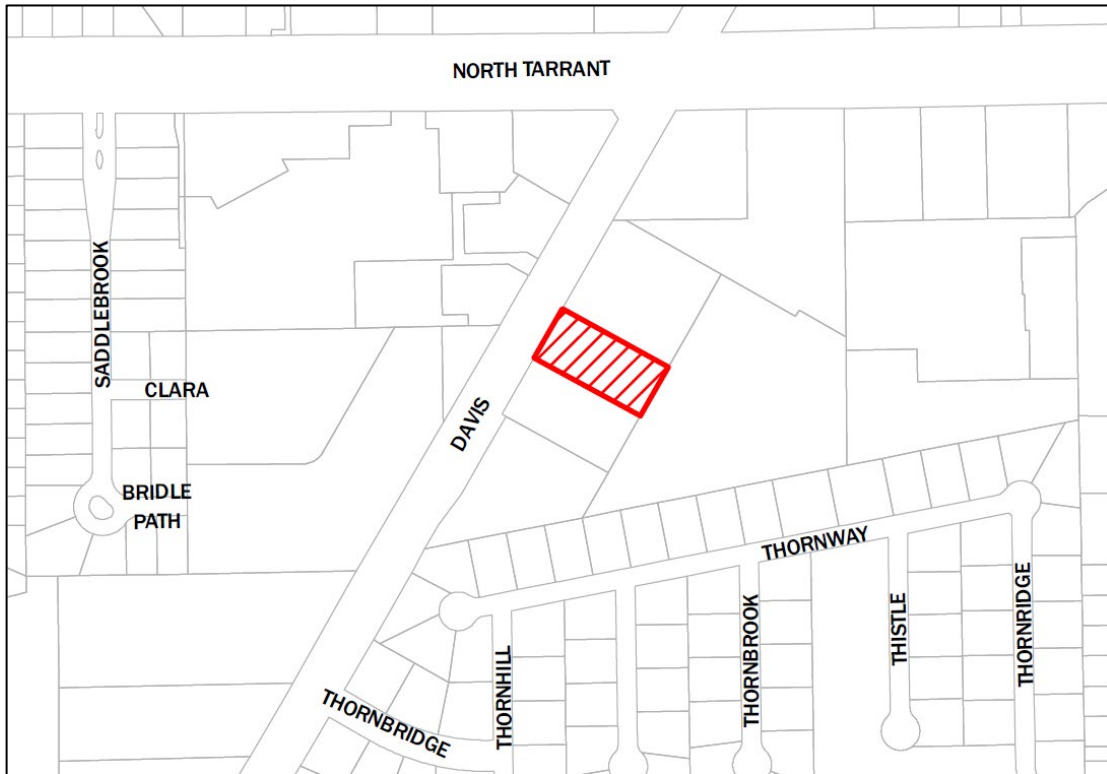 NORTH TARRANT
SADDLEBROOK
CLARA
DAVIS
BRIDLE
PATH
THORNWAY
THORNHILL
THORNBROOK
THISTLE
THORNRIDGE
THORNBRIDGE